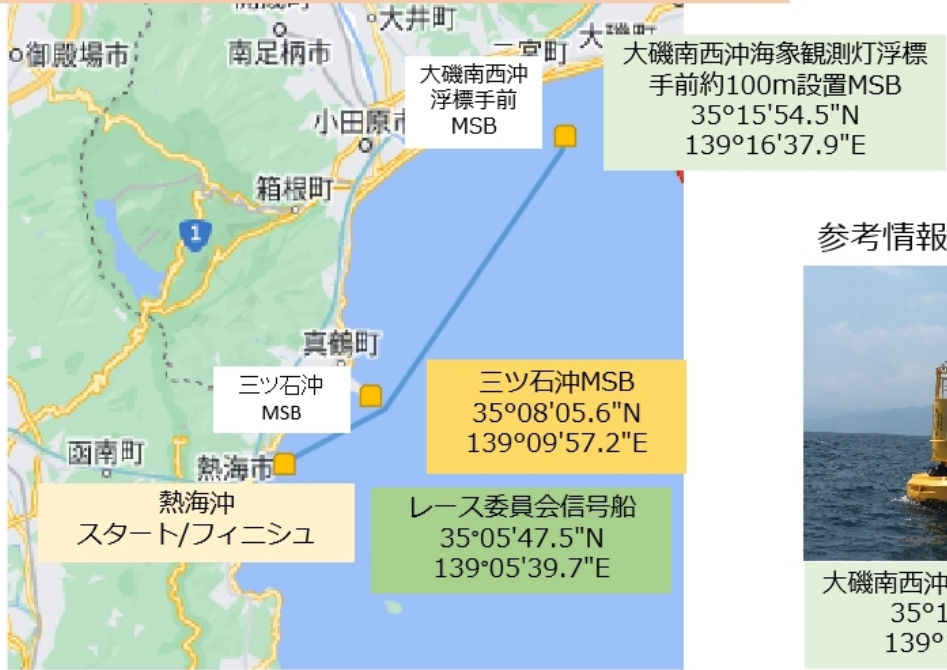 大井町
御殿場市
南足柄市
二宮町
大磯町
大磯南西沖
浮標手前
MSB
大磯南西沖海象観測灯浮標
手前約100m設置MSB
35°15'54.5"N
139°16'37.9"E
小田原市
箱根町
1
参考情報
真鶴町
三ツ石沖
MSB
三ツ石沖MSB
35°08'05.6"N
139°09'57.2"E
函南町
熱海市
熱海沖
スタート/フィニシュ
レース委員会信号船
35°05'47.5"N
139°05'39.7"E
大磯南西沖
35°1
139°